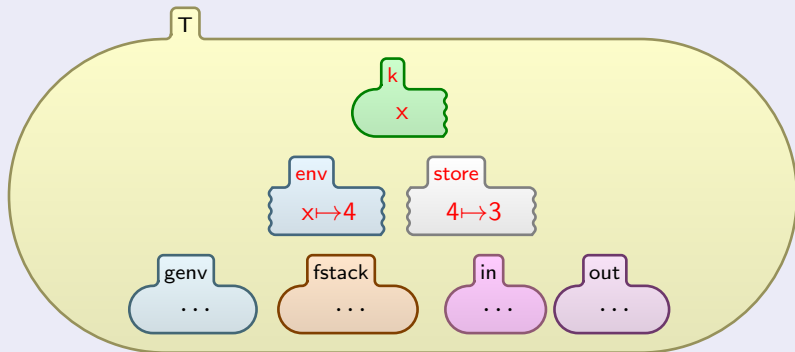 T
k
x
env store
x↦4 4↦3
genv fstack in out
··· ··· ··· ···